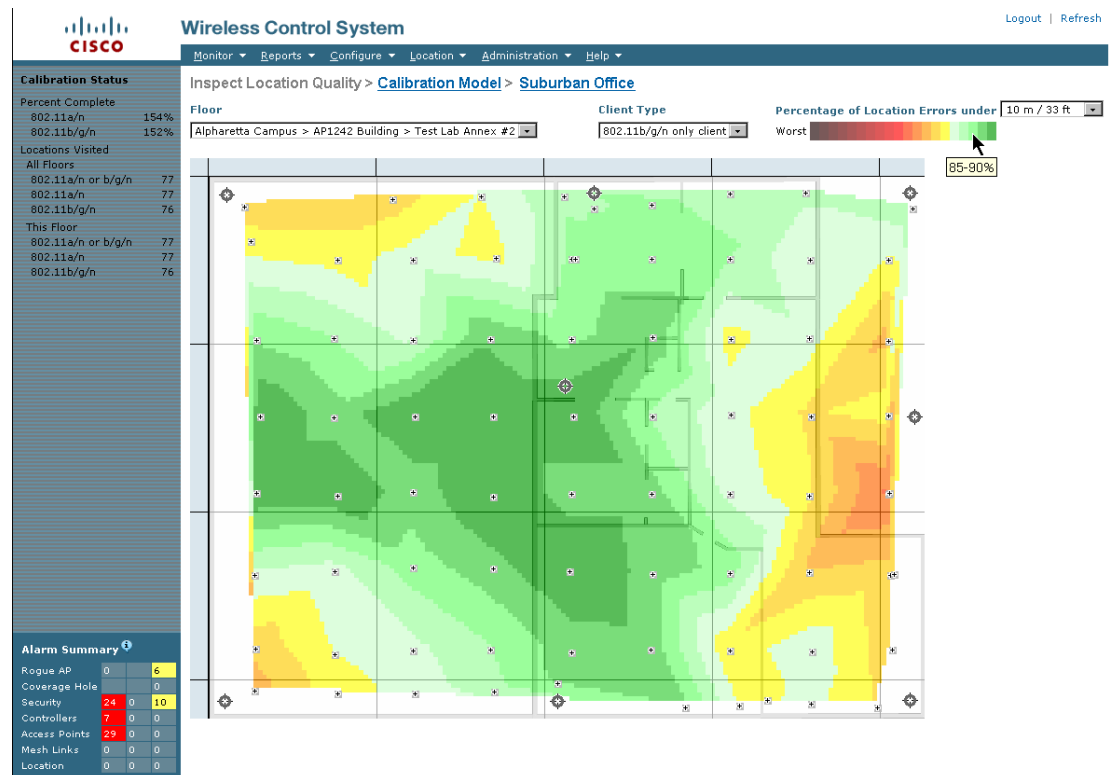 Logout | Refresh
CISCO
Wireless Control System
Monitor Reports Configure Location Administration Help
Calibration Status
Percent Complete
802.11a/n 154%
802.11b/g/n 152%
Locations Visited
All Floors
802.11a/n or b/g/n 77
802.11a/n 77
802.11b/g/n 76
This Floor
802.11a/n or b/g/n 77
802.11a/n 77
802.11b/g/n 76
Inspect Location Quality > Calibration Model > Suburban Office
Floor
Alpharetta Campus > AP1242 Building > Test Lab Annex #2
Client Type
802.11b/g/n only client
Percentage of Location Errors under 10 m / 33 ft
Worst
85-90%
Alarm Summary
Rogue AP 0 6
Coverage Hole 0
Security 24 0 10
Controllers 7 0 0
Access Points 29 0 0
Mesh Links 0 0 0
Location 0 0 0